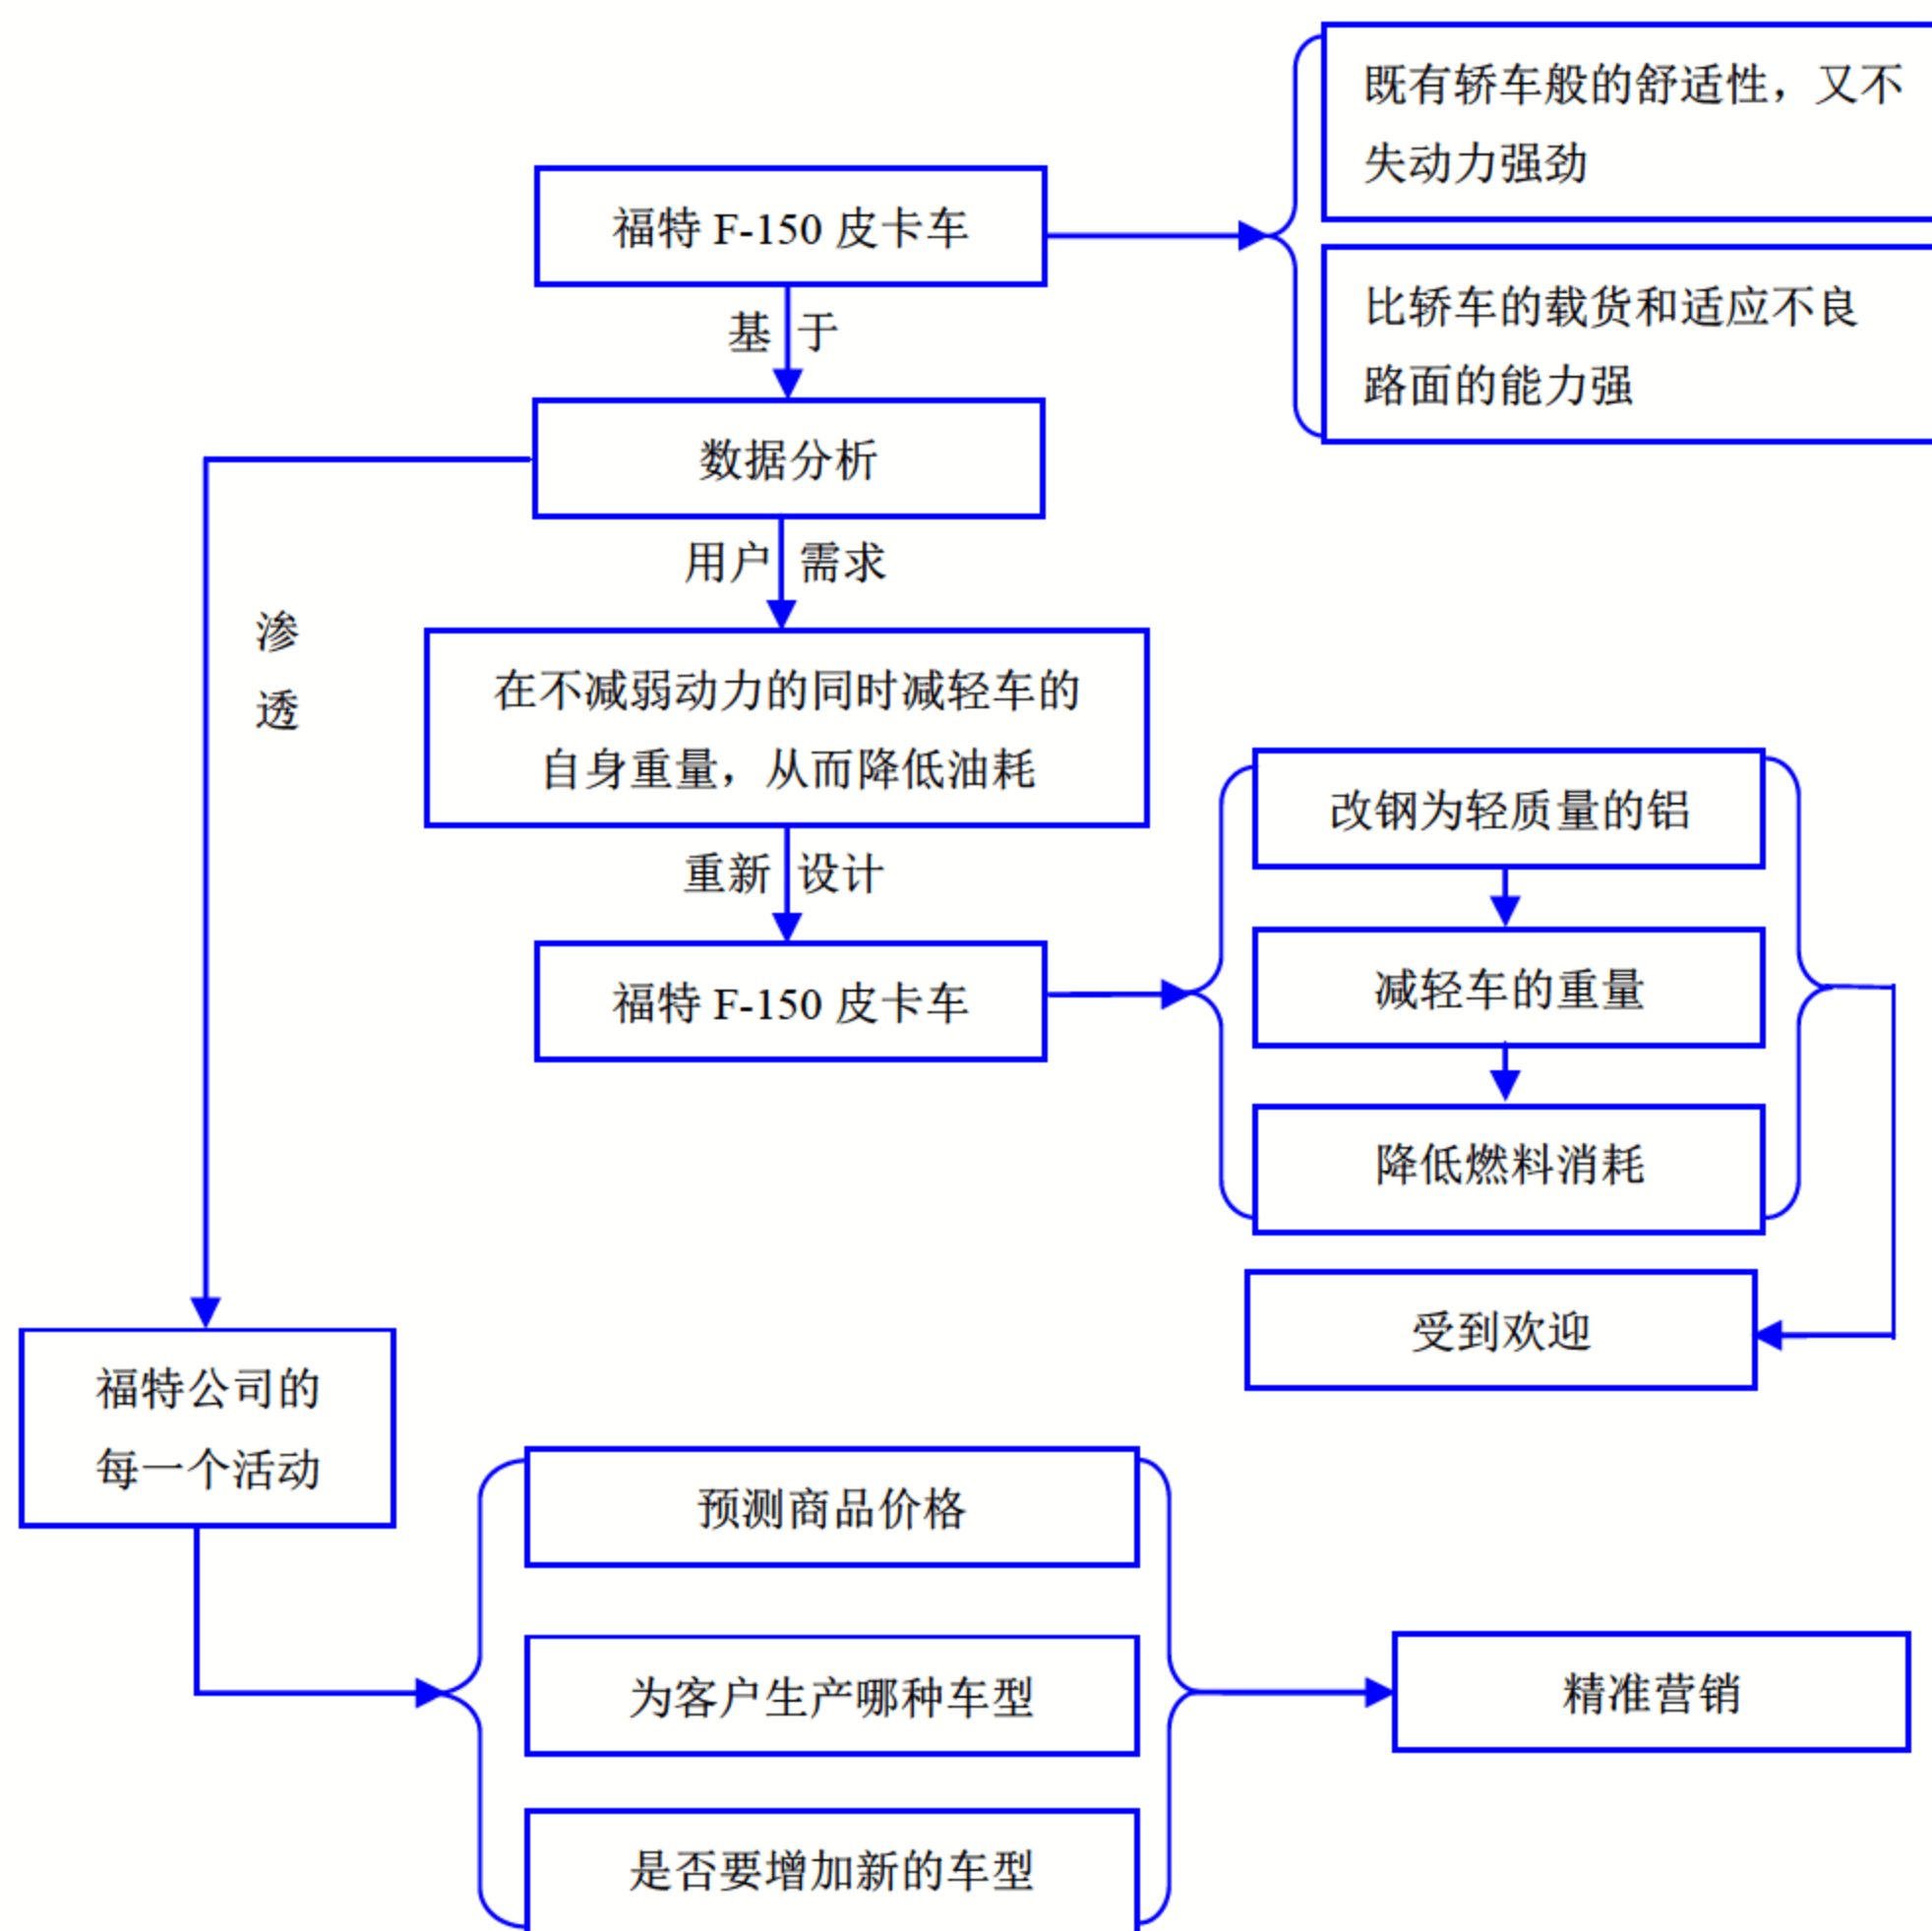 既有轿车般的舒适性，又不
失动力强劲
福特 F-150 皮卡车
比轿车的载货和适应不良
路面的能力强
基于
数据分析
用户需求
渗
透
在不减弱动力的同时减轻车的
自身重量，从而降低油耗
改钢为轻质量的铝
重新设计
减轻车的重量
福特 F-150 皮卡车
降低燃料消耗
受到欢迎
福特公司的
每一个活动
预测商品价格
为客户生产哪种车型
精准营销
是否要增加新的车型